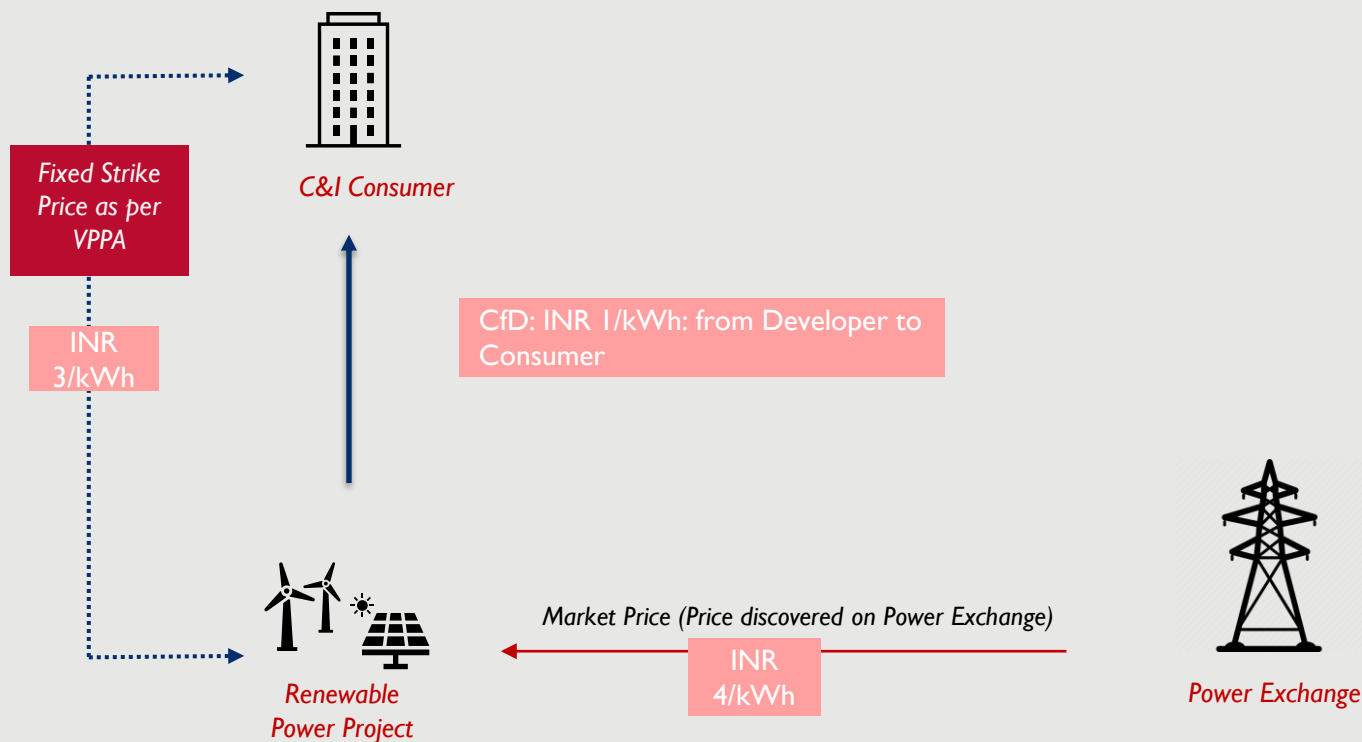 C&I Consumer
Fixed Strike
Price as per
VPPA
INR
3/kWh
CfD: INR 1/kWh: from Developer to
Consumer
Market Price (Price discovered on Power Exchange)
INR
4/kWh
Renewable
Power Project
Power Exchange